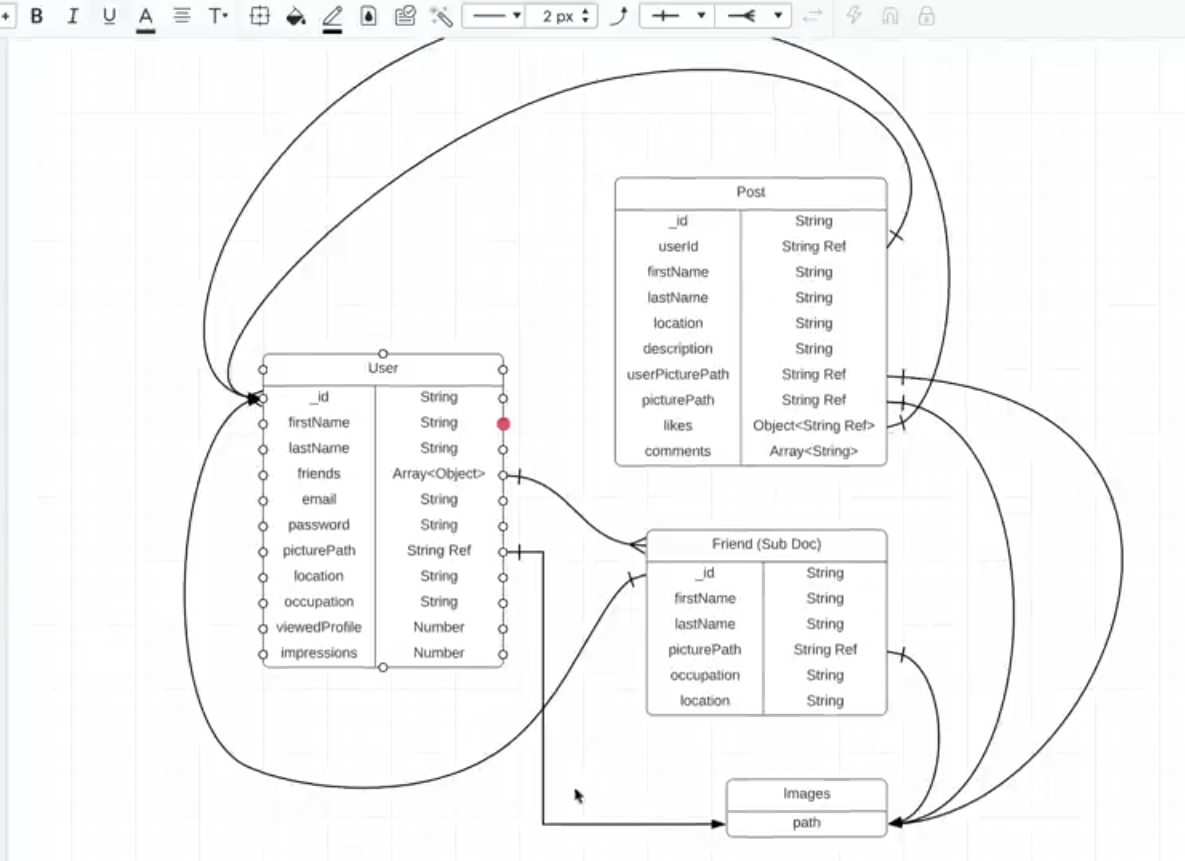 B I U A T 2 px
Post
_id String
userId String Ref
firstName String
lastName String
location String
description String
userPicturePath String Ref
picturePath String Ref
likes Object<String Ref>
comments Array<String>
User
_id String
firstName String
lastName String
friends Array<Object>
email String
password String
picturePath String Ref
location String
occupation String
viewedProfile Number
impressions Number
Friend (Sub Doc)
_id String
firstName String
lastName String
picturePath String Ref
occupation String
location String
Images
path